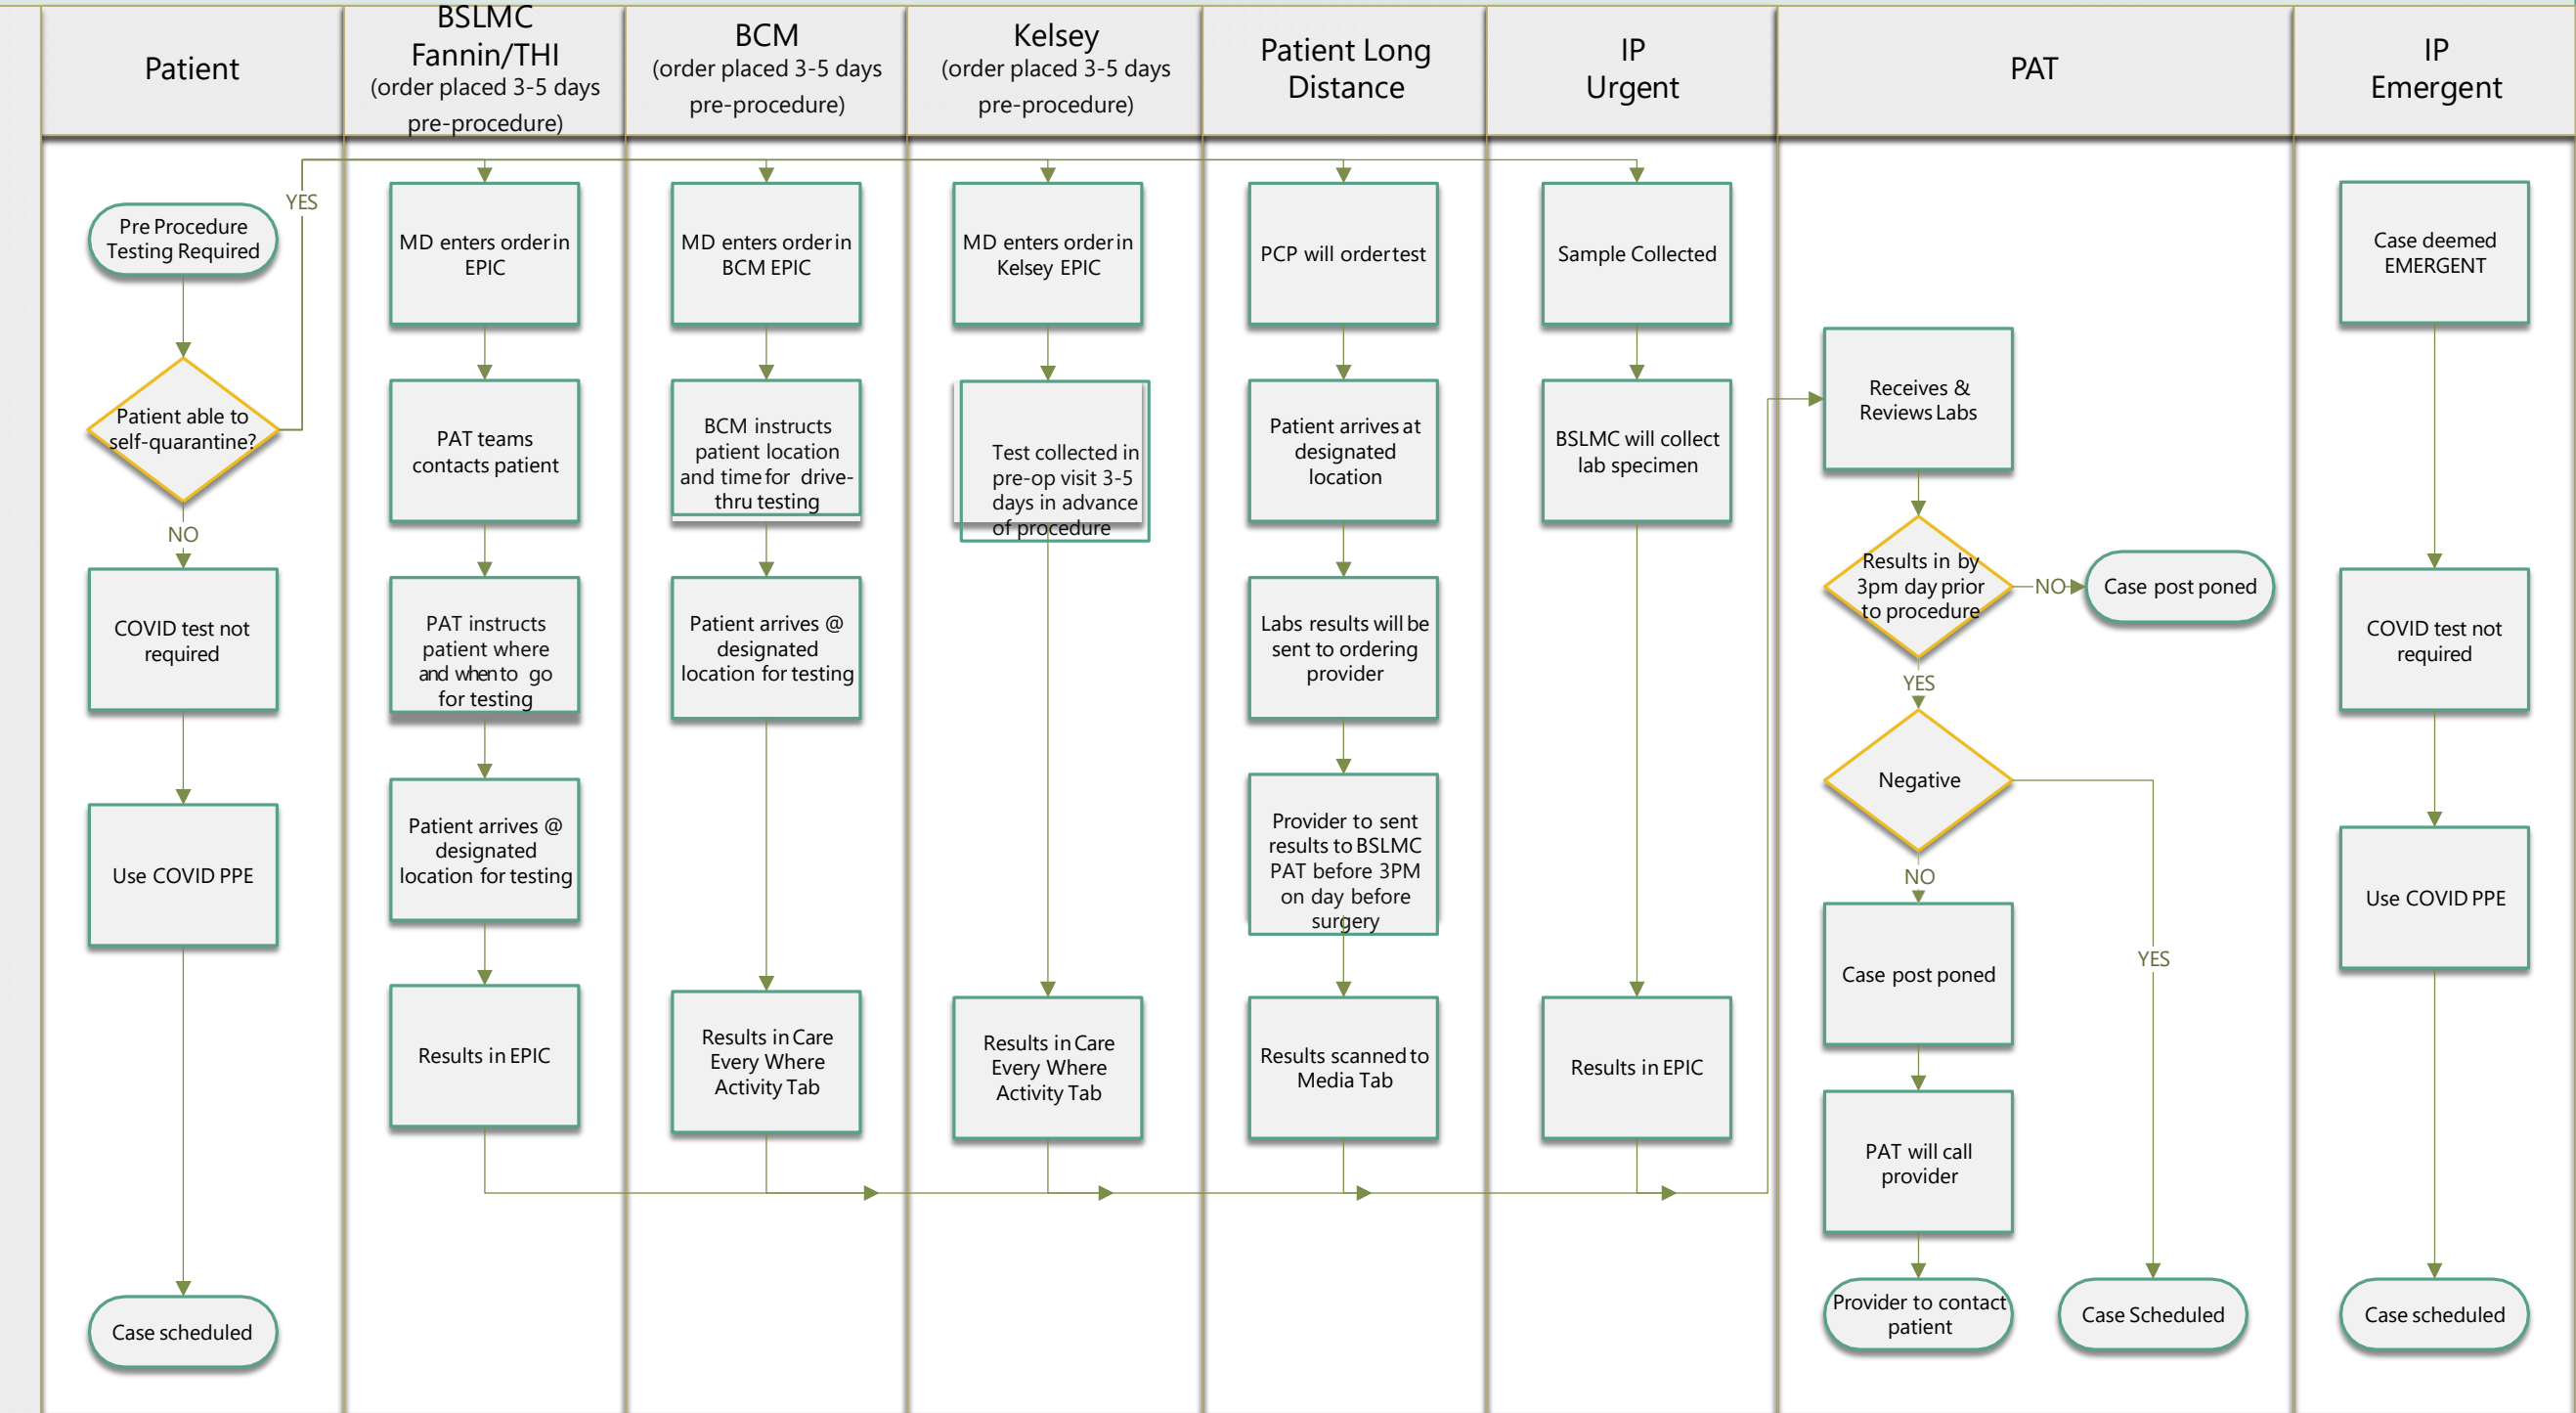 Patient
BSLMC
Fannin/THI
(order placed 3-5 days
pre-procedure)
BCM
(order placed 3-5 days
pre-procedure)
Kelsey
(order placed 3-5 days
pre-procedure)
Patient Long
Distance
IP
Urgent
PAT
IP
Emergent
Pre Procedure
Testing Required
YES
Patient able to
self-quarantine?
NO
COVID test not
required
Use COVID PPE
Case scheduled
MD enters order in
EPIC
PAT teams
contacts patient
PAT instructs
patient where
and when to go
for testing
Patient arrives @
designated
location for testing
Results in EPIC
MD enters order in
BCM EPIC
BCM instructs
patient location
and time for drive-
thru testing
Patient arrives @
designated
location for testing
Results in Care
Every Where
Activity Tab
MD enters order in
Kelsey EPIC
Test collected in
pre-op visit 3-5
days in advance
of procedure
Results in Care
Every Where
Activity Tab
PCP will order test
Patient arrives at
designated
location
Labs results will be
sent to ordering
provider
Provider to sent
results to BSLMC
PAT before 3PM
on day before
surgery
Results scanned to
Media Tab
Sample Collected
BSLMC will collect
lab specimen
Results in EPIC
Receives &
Reviews Labs
Results in by
3pm day prior
to procedure
NO
Case post poned
YES
Negative
NO
YES
Case post poned
PAT will call
provider
Provider to contact
patient
Case Scheduled
Case deemed
EMERGENT
COVID test not
required
Use COVID PPE
Case scheduled